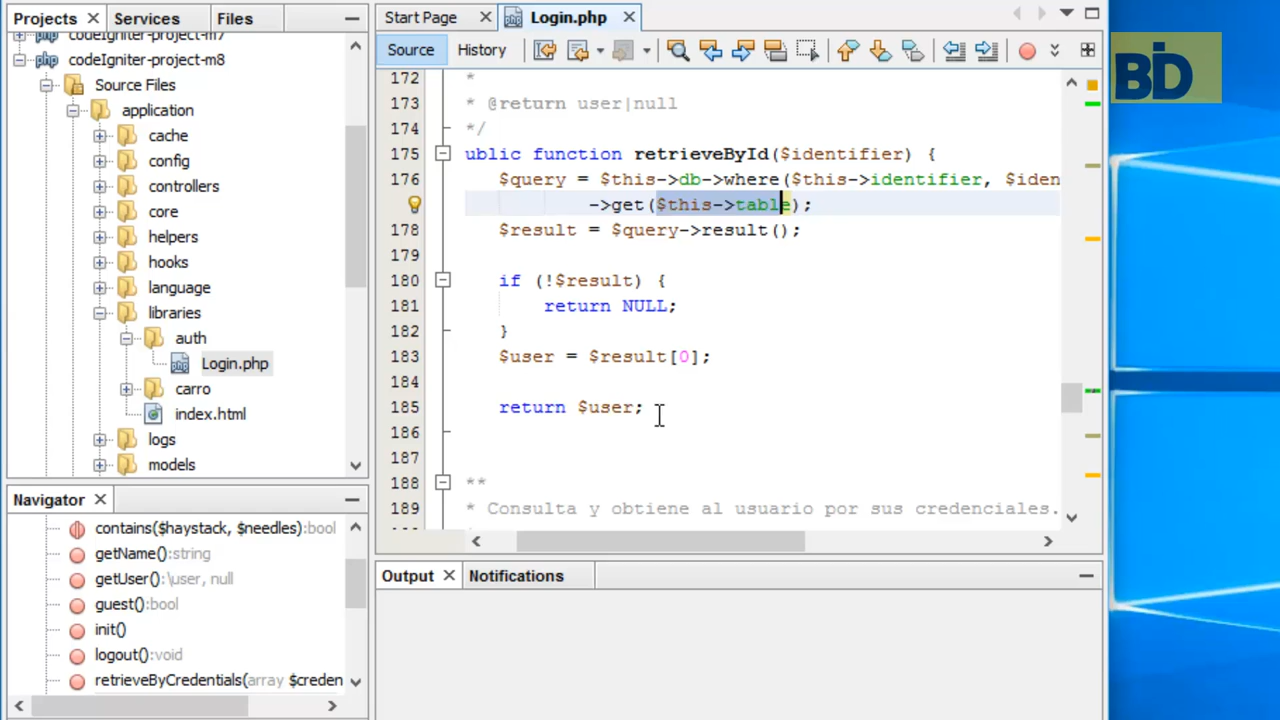 Projects
Services
Files
codeIgniter-project-m7
codeIgniter-project-m8
Source Files
application
cache
config
controllers
core
helpers
hooks
language
libraries
auth
Login.php
carro
index.html
logs
models
Navigator
contains($haystack, $needles):bool
getName():string
getUser():\user, null
guest():bool
init()
logout():void
retrieveByCredentials(array $creden
Start Page
Login.php
Source
History
172 *
173 * @return user|null
174 */
175 ublic function retrieveById($identifier) {
176 $query = $this->db->where($this->identifier, $iden
->get($this->table);
178 $result = $query->result();
179
180 if (!$result) {
181 return NULL;
182 }
183 $user = $result[0];
184
185 return $user;
186
187
188 **
189 * Consulta y obtiene al usuario por sus credenciales.
Output
Notifications
BID